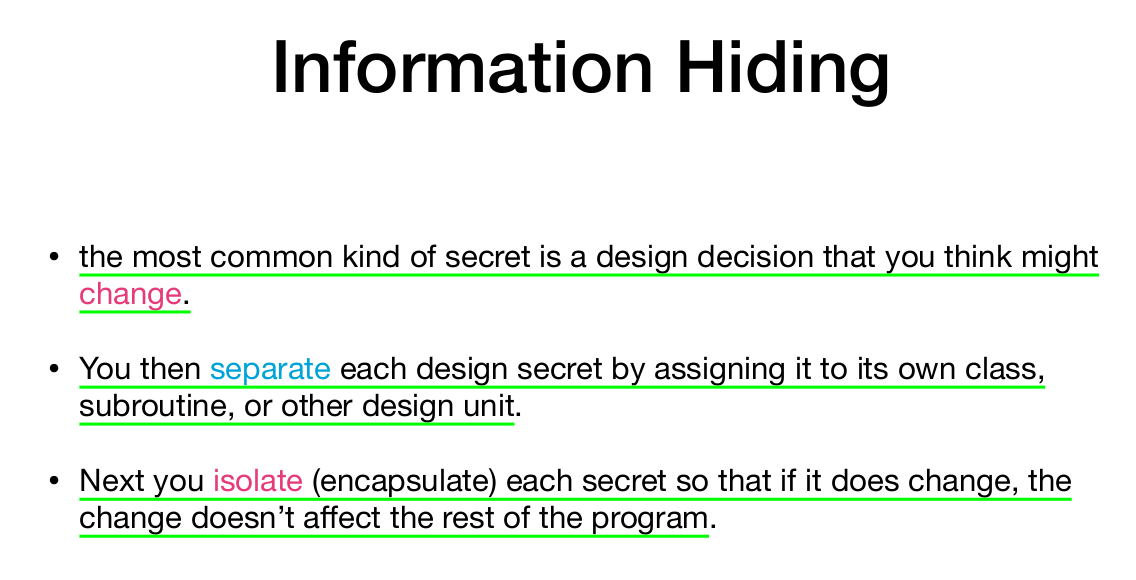 Information Hiding
• the most common kind of secret is a design decision that you think might
change.
• You then separate each design secret by assigning it to its own class,
subroutine, or other design unit.
• Next you isolate (encapsulate) each secret so that if it does change, the
change doesn’t affect the rest of the program.